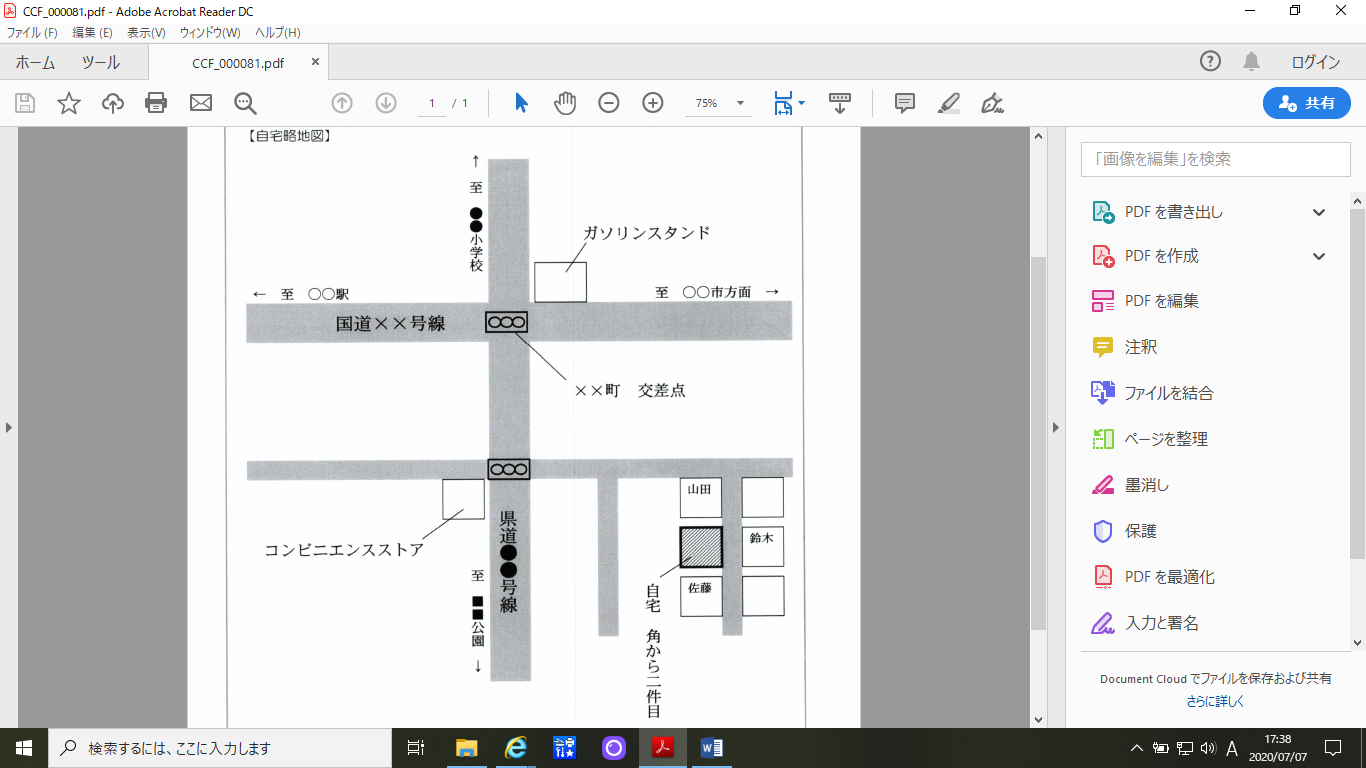 CCF_000081.pdf - Adobe Acrobat Reader DC
ファイル(F) 編集(E) 表示(V) ウィンドウ(W) ヘルプ(H)
ホーム ツール CCF_000081.pdf × ログイン
1 / 1 75% 共有
【自宅略地図】
↑ 至 ●●小学校
ガソリンスタンド
← 至 〇〇駅
至 〇〇市方面 →
国道××号線
××町 交差点
コンビニエンスストア
県道●●号線
至 ■■公園 ↓
山田
鈴木
佐藤
自宅 角から二件目
「画像を編集」を検索
PDF を書き出し
PDF を作成
PDF を編集
注釈
ファイルを結合
ページを整理
墨消し
保護
PDF を最適化
入力と署名
Document Cloud でファイルを保存および共有
さらに詳しく
検索するには、ここに入力します
A
17:38
2020/07/07